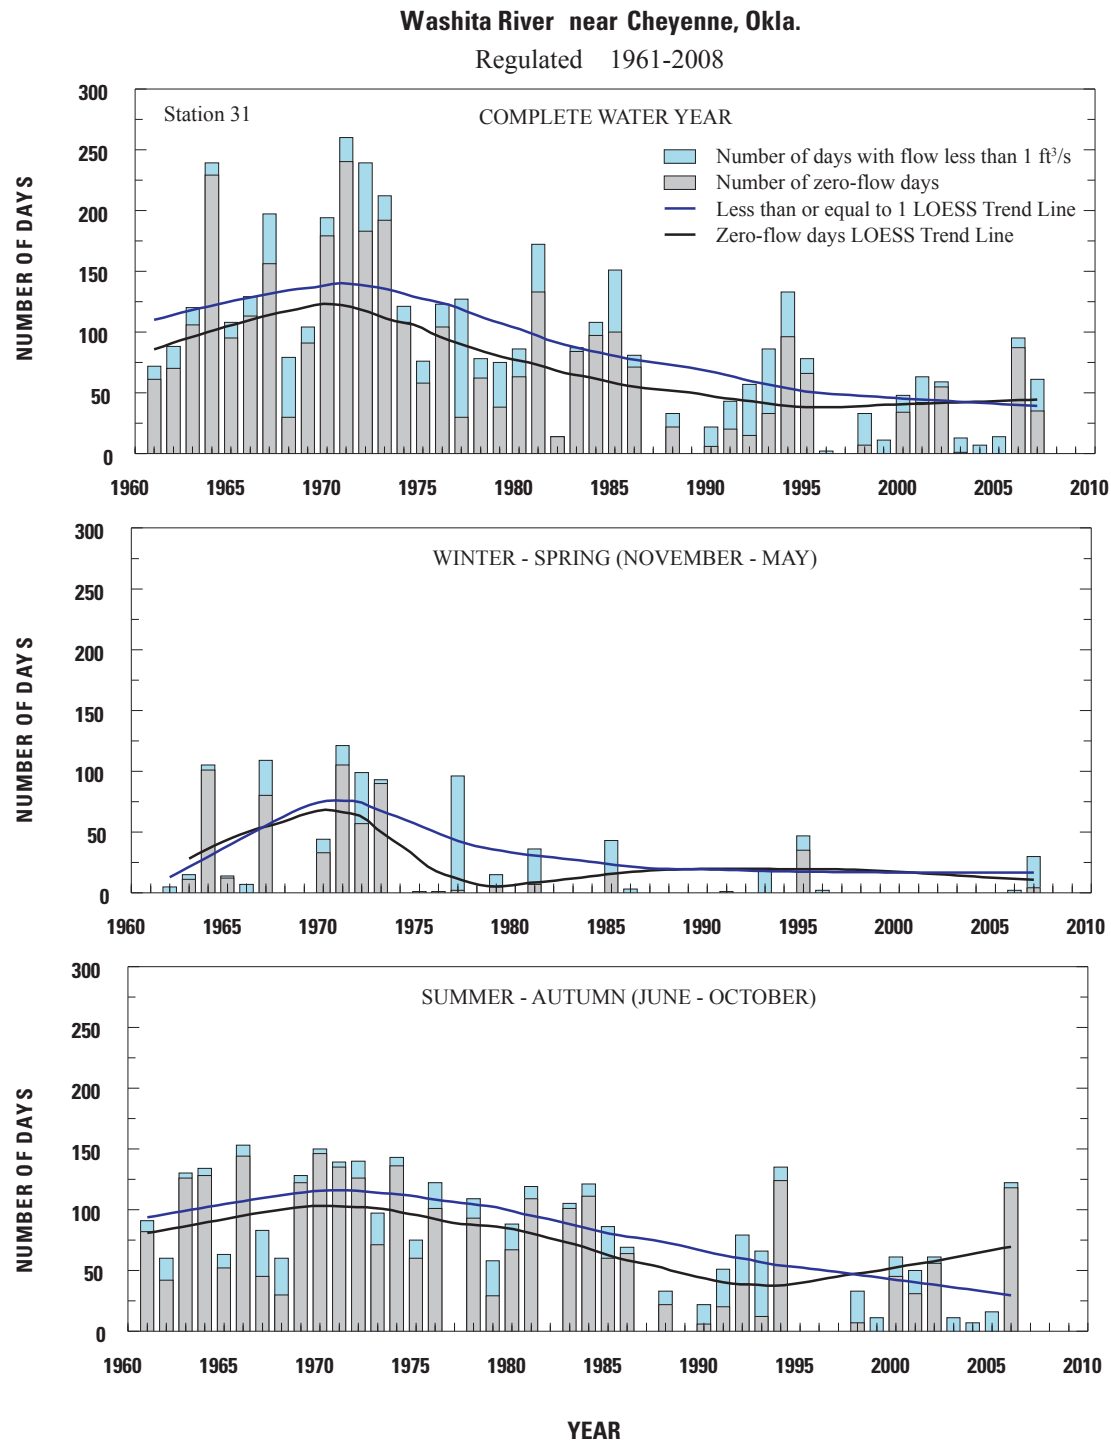 Washita River near Cheyenne, Okla.
Regulated 1961-2008
300
250
200
150
100
50
0
NUMBER OF DAYS
Station 31
COMPLETE WATER YEAR
Number of days with flow less than 1 ft³/s
Number of zero-flow days
Less than or equal to 1 LOESS Trend Line
Zero-flow days LOESS Trend Line
1960 1965 1970 1975 1980 1985 1990 1995 2000 2005 2010
300
250
200
150
100
50
0
NUMBER OF DAYS
WINTER - SPRING (NOVEMBER - MAY)
1960 1965 1970 1975 1980 1985 1990 1995 2000 2005 2010
300
250
200
150
100
50
0
NUMBER OF DAYS
SUMMER - AUTUMN (JUNE - OCTOBER)
1960 1965 1970 1975 1980 1985 1990 1995 2000 2005 2010
YEAR